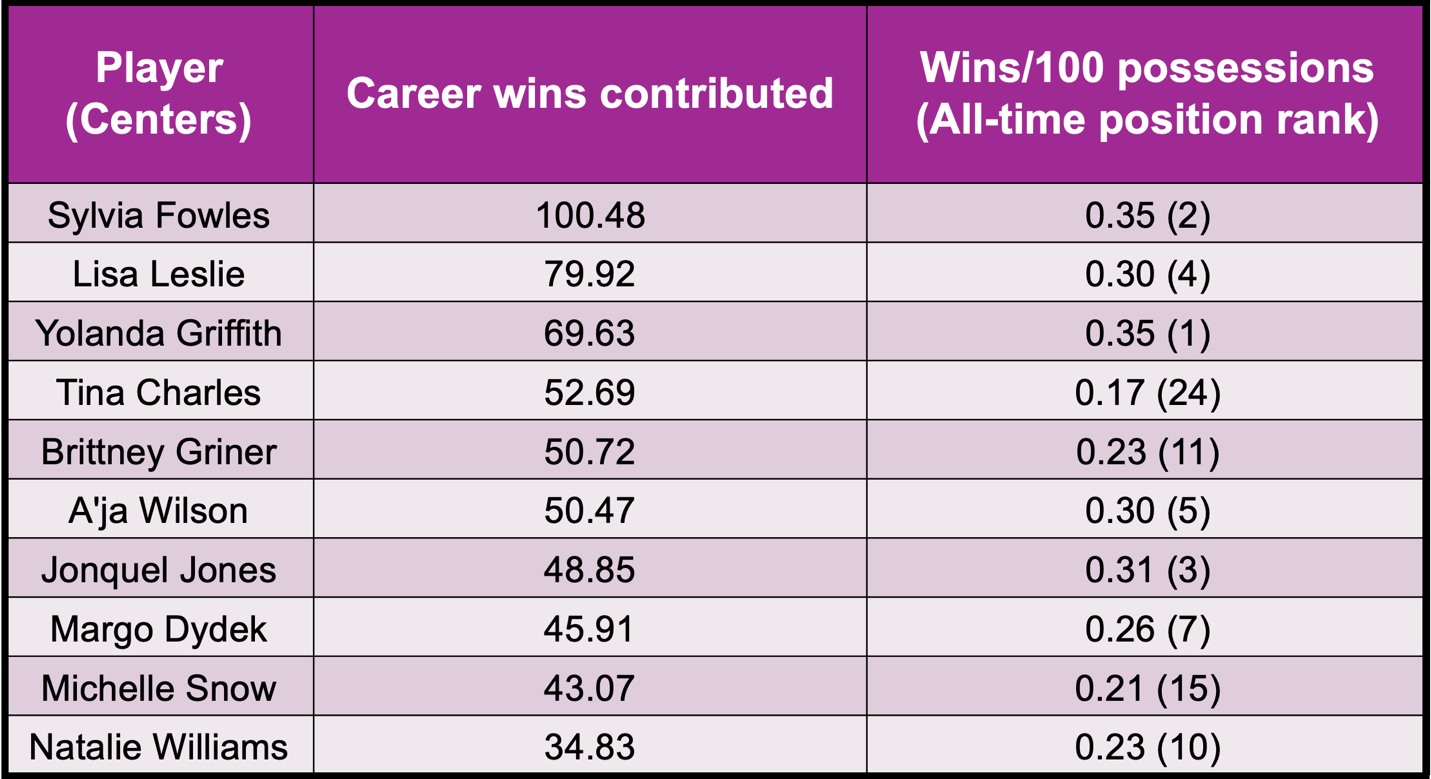 Player
(Centers)
Career wins contributed
Wins/100 possessions
(All-time position rank)
Sylvia Fowles 100.48 0.35 (2)
Lisa Leslie 79.92 0.30 (4)
Yolanda Griffith 69.63 0.35 (1)
Tina Charles 52.69 0.17 (24)
Brittney Griner 50.72 0.23 (11)
A'ja Wilson 50.47 0.30 (5)
Jonquel Jones 48.85 0.31 (3)
Margo Dydek 45.91 0.26 (7)
Michelle Snow 43.07 0.21 (15)
Natalie Williams 34.83 0.23 (10)